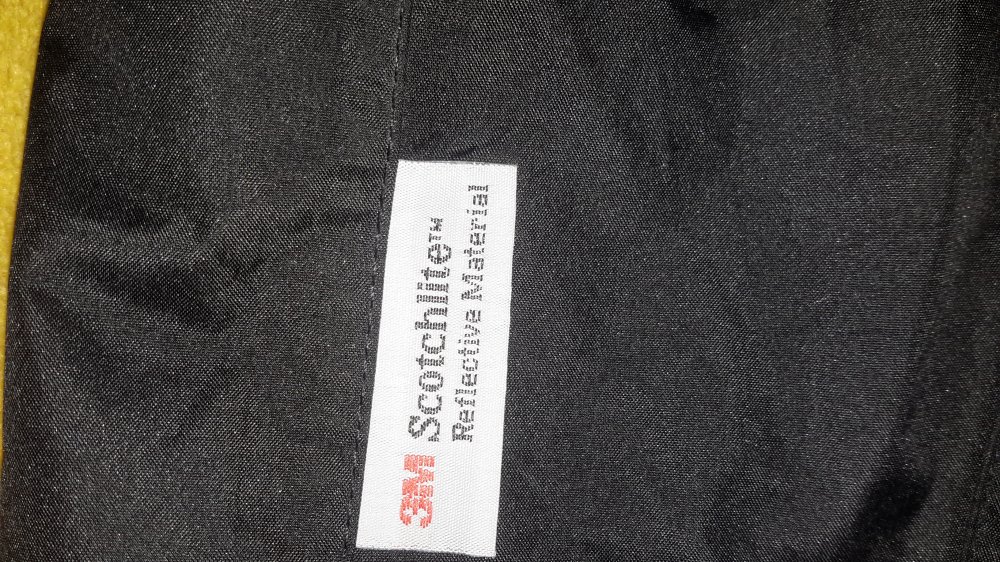 3M Scotchlite™
Reflective Material